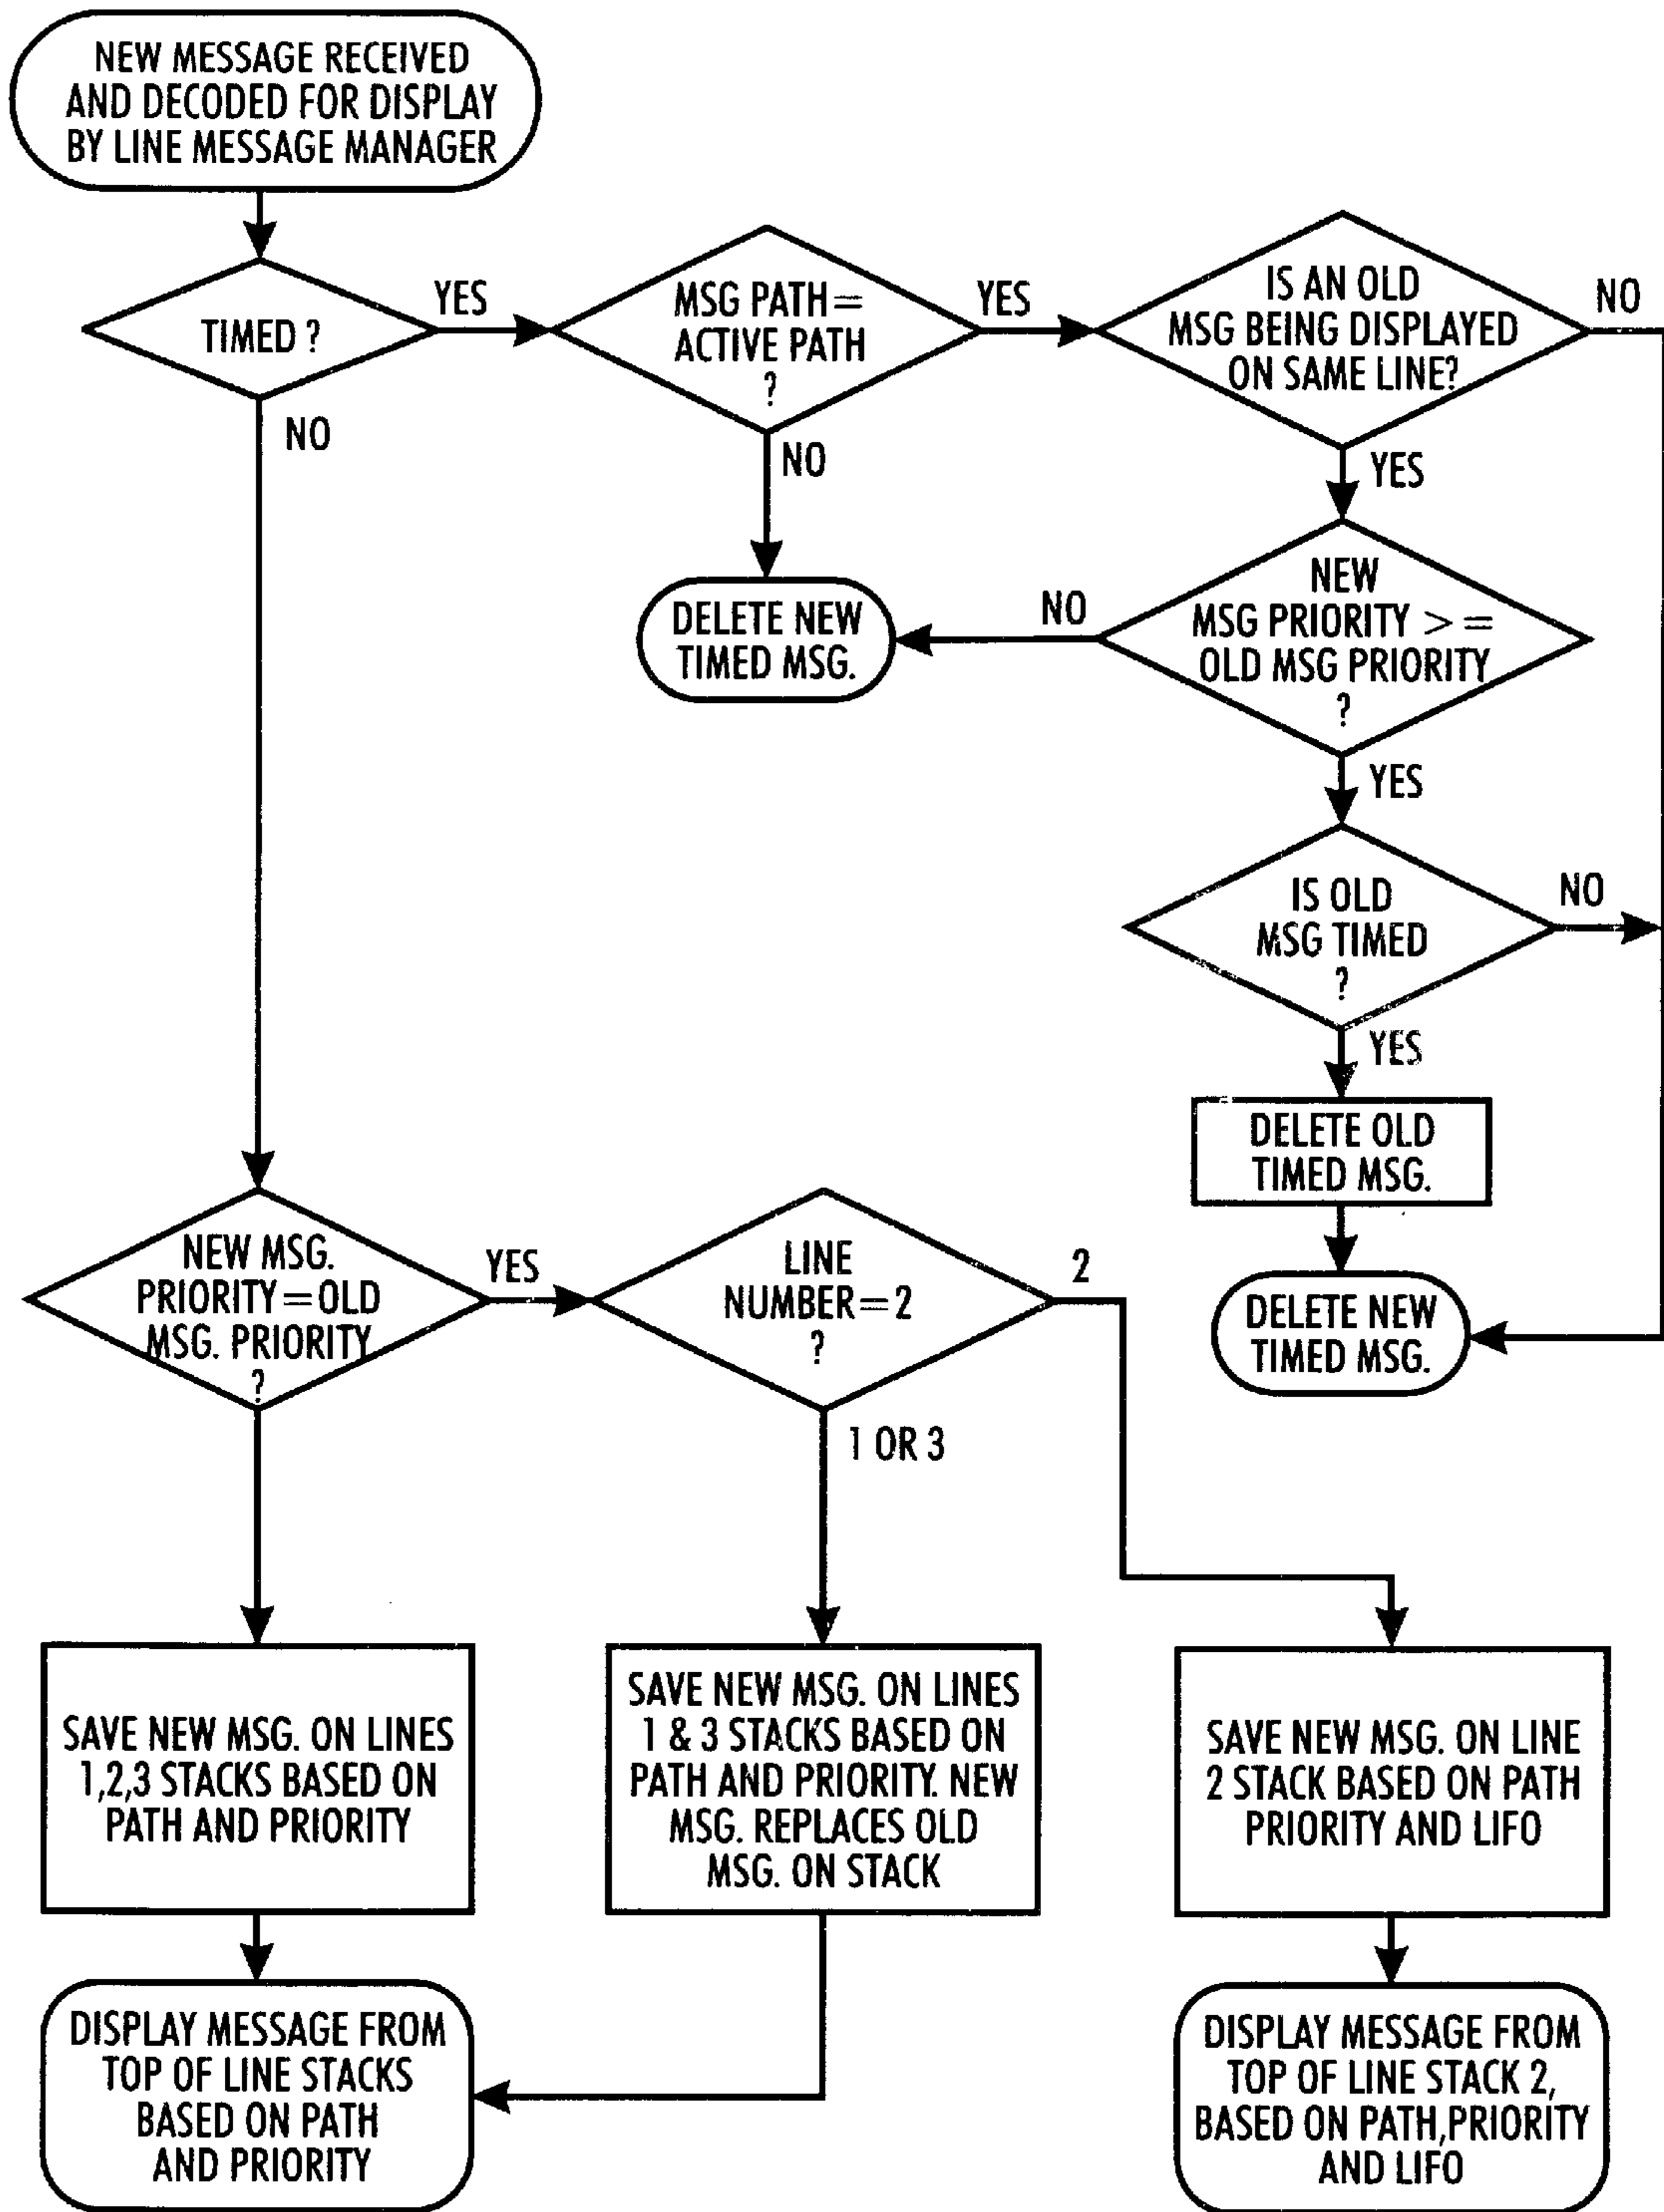 NEW MESSAGE RECEIVED
AND DECODED FOR DISPLAY
BY LINE MESSAGE MANAGER
TIMED ?
YES
NO
MSG PATH =
ACTIVE PATH
?
YES
NO
IS AN OLD
MSG BEING DISPLAYED
ON SAME LINE?
NO
YES
DELETE NEW
TIMED MSG.
NO
NEW
MSG PRIORITY > =
OLD MSG PRIORITY
?
YES
IS OLD
MSG TIMED
?
NO
YES
DELETE OLD
TIMED MSG.
DELETE NEW
TIMED MSG.
NEW MSG.
PRIORITY = OLD
MSG. PRIORITY
?
YES
LINE
NUMBER = 2
?
2
1 OR 3
SAVE NEW MSG. ON LINES
1,2,3 STACKS BASED ON
PATH AND PRIORITY
SAVE NEW MSG. ON LINES
1 & 3 STACKS BASED ON
PATH AND PRIORITY. NEW
MSG. REPLACES OLD
MSG. ON STACK
SAVE NEW MSG. ON LINE
2 STACK BASED ON PATH
PRIORITY AND LIFO
DISPLAY MESSAGE FROM
TOP OF LINE STACKS
BASED ON PATH
AND PRIORITY
DISPLAY MESSAGE FROM
TOP OF LINE STACK 2,
BASED ON PATH,PRIORITY
AND LIFO